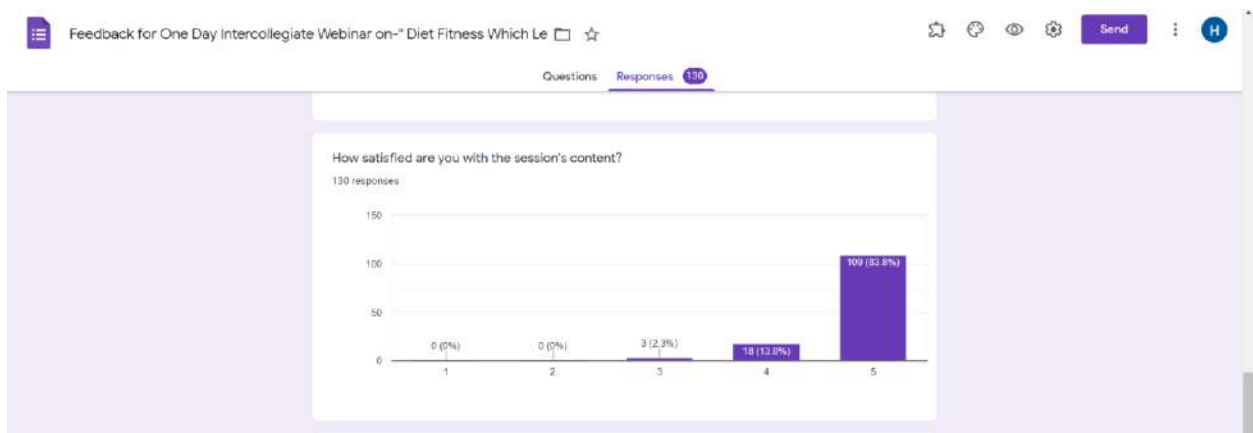 Feedback for One Day Intercollegiate Webinar on-" Diet Fitness Which Le
Send
H
Questions Responses 130
How satisfied are you with the session's content?
130 responses
150
100
50
0
0 (0%) 0 (0%) 3 (2.3%) 18 (13.8%) 109 (83.8%)
1 2 3 4 5